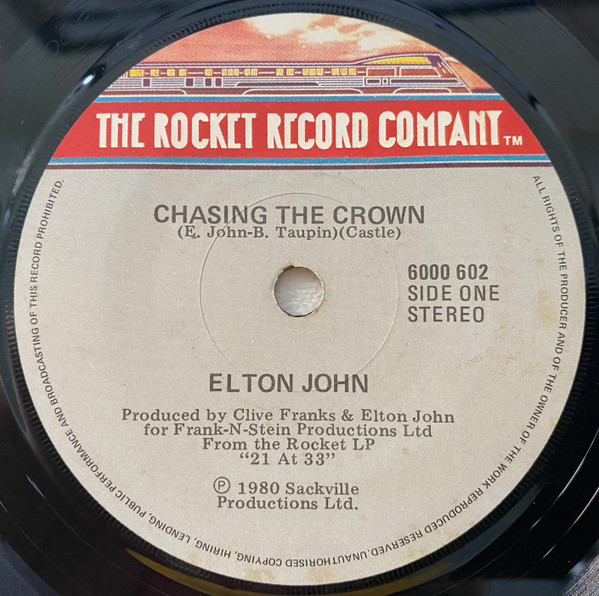 THE ROCKET RECORD COMPANY TM
CHASING THE CROWN
(E. John-B. Taupin)(Castle)
6000 602
SIDE ONE
STEREO
ELTON JOHN
Produced by Clive Franks & Elton John
for Frank-N-Stein Productions Ltd
From the Rocket LP
"21 At 33"
℗ 1980 Sackville
Productions Ltd.
ALL RIGHTS OF THE PRODUCER AND OF THE OWNER OF THE WORK REPRODUCED RESERVED. UNAUTHORISED COPYING, HIRING, LENDING, PUBLIC PERFORMANCE AND BROADCASTING OF THIS RECORD PROHIBITED.